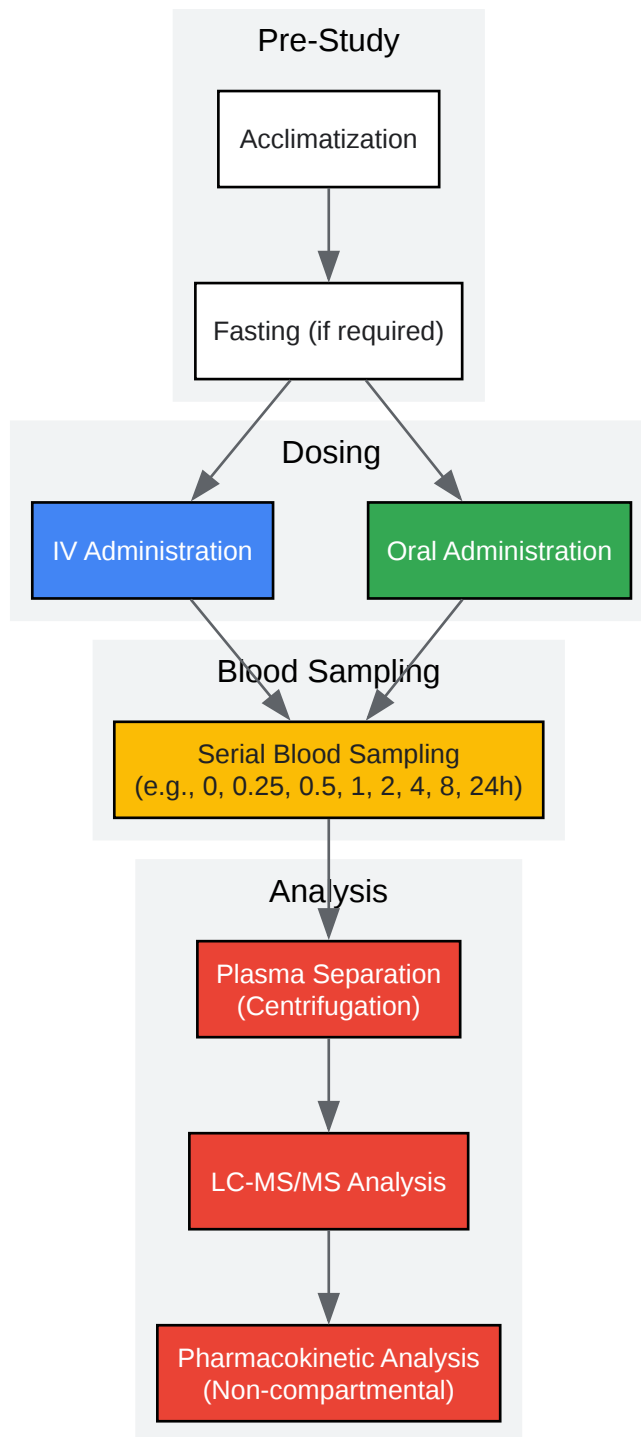 Pre-Study
Acclimatization
Fasting (if required)
Dosing
IV Administration
Oral Administration
Blood Sampling
Serial Blood Sampling
(e.g., 0, 0.25, 0.5, 1, 2, 4, 8, 24h)
Analysis
Plasma Separation
(Centrifugation)
LC-MS/MS Analysis
Pharmacokinetic Analysis
(Non-compartmental)